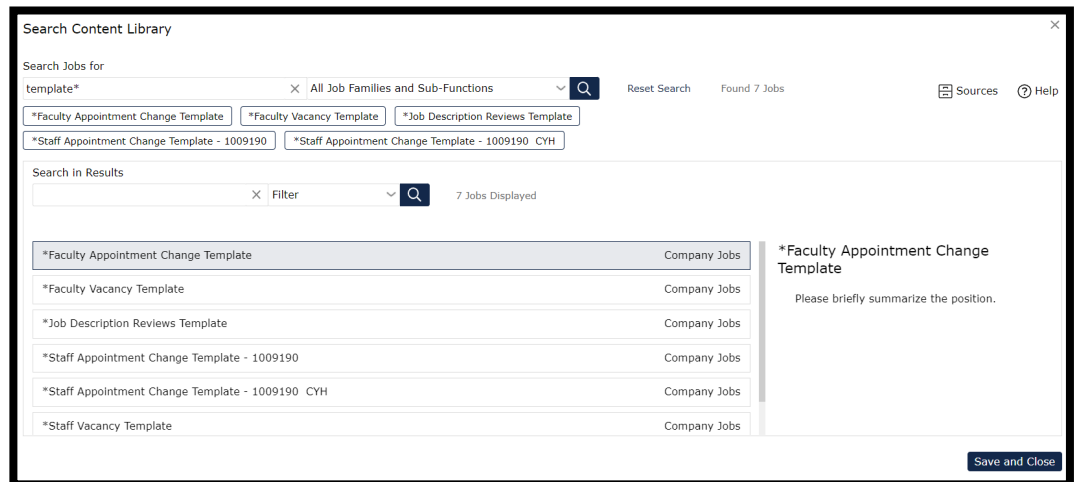 Search Content Library
Search Jobs for
template* All Job Families and Sub-Functions Reset Search Found 7 Jobs Sources Help
*Faculty Appointment Change Template *Faculty Vacancy Template *Job Description Reviews Template
*Staff Appointment Change Template - 1009190 *Staff Appointment Change Template - 1009190 CYH
Search in Results
Filter 7 Jobs Displayed
*Faculty Appointment Change Template Company Jobs
*Faculty Vacancy Template Company Jobs
*Job Description Reviews Template Company Jobs
*Staff Appointment Change Template - 1009190 Company Jobs
*Staff Appointment Change Template - 1009190 CYH Company Jobs
*Staff Vacancy Template Company Jobs
*Faculty Appointment Change
Template
Please briefly summarize the position.
Save and Close